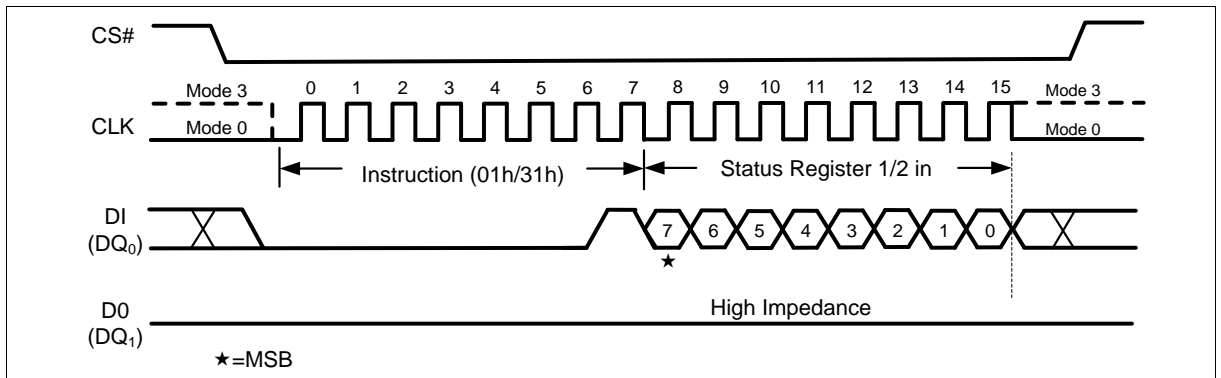 CS#
Mode 3 0 1 2 3 4 5 6 7 8 9 10 11 12 13 14 15 Mode 3
CLK Mode 0 Mode 0
Instruction (01h/31h) Status Register 1/2 in
DI
(DQ₀) 7 6 5 4 3 2 1 0
★
High Impedance
D0
(DQ₁)
★=MSB